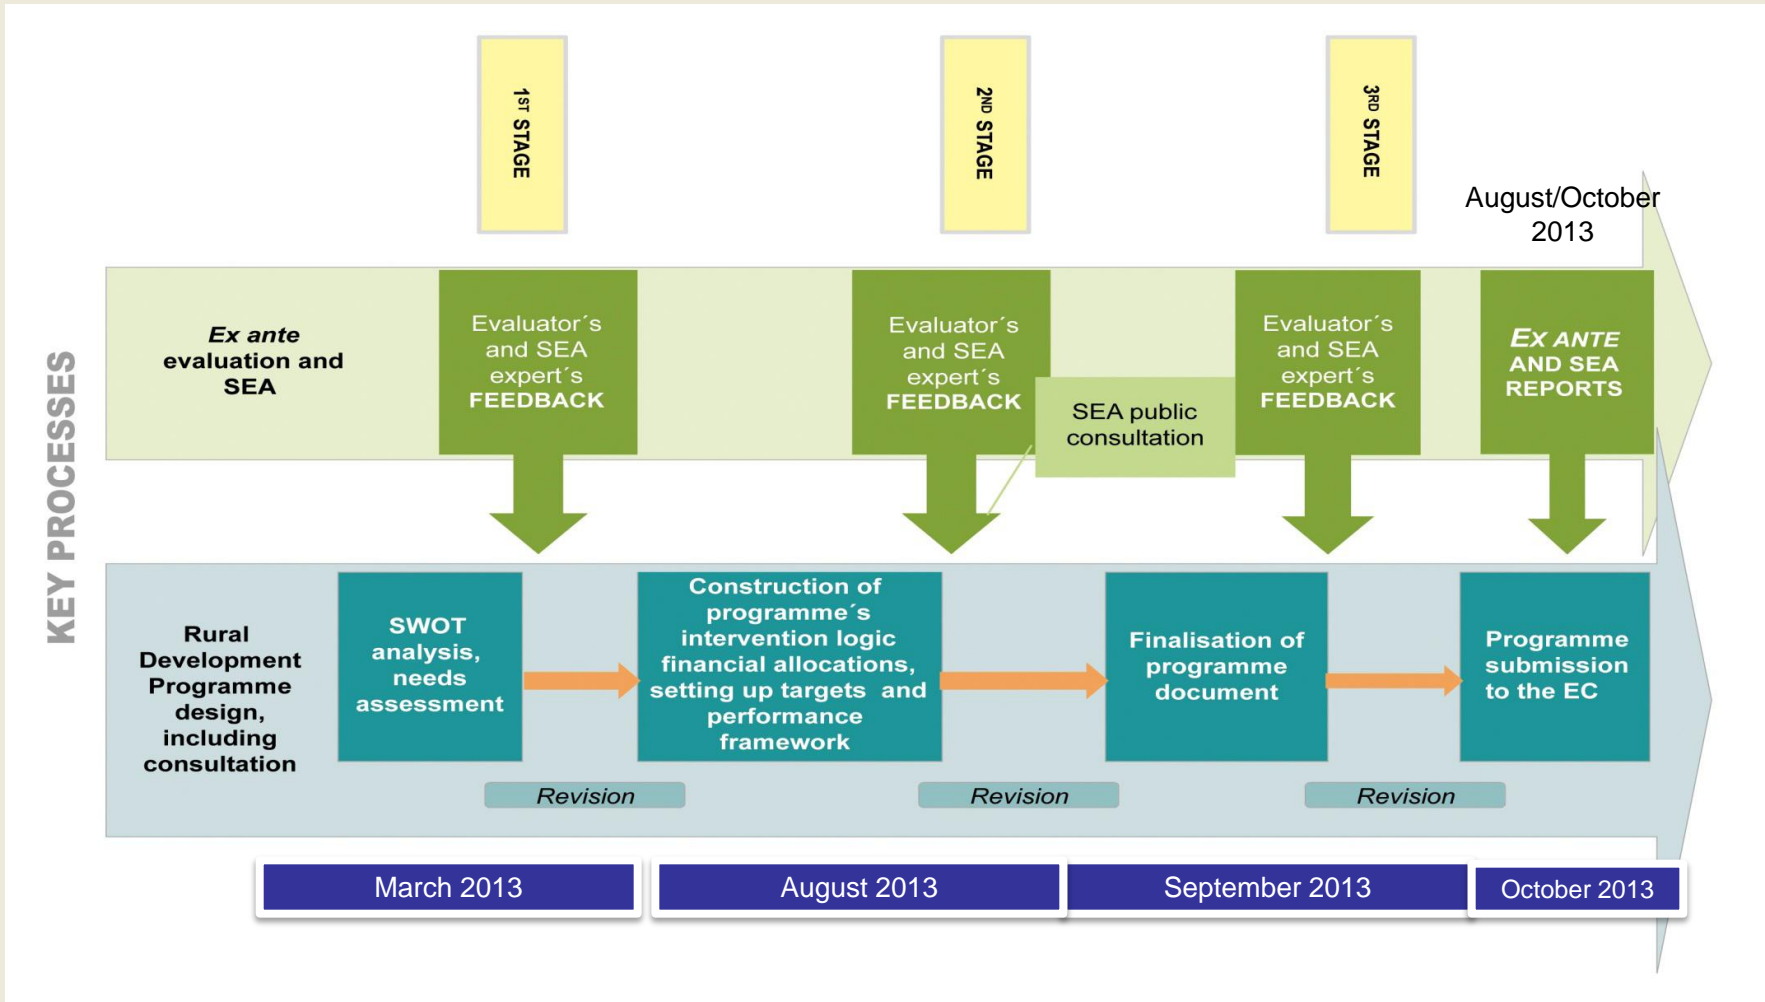 1ST STAGE
2ND STAGE
3RD STAGE
August/October
2013
KEY PROCESSES
Ex ante
evaluation and
SEA
Evaluator´s
and SEA
expert´s
FEEDBACK
Evaluator´s
and SEA
expert´s
FEEDBACK
SEA public
consultation
Evaluator´s
and SEA
expert´s
FEEDBACK
EX ANTE
AND SEA
REPORTS
Rural
Development
Programme
design,
including
consultation
SWOT
analysis,
needs
assessment
Construction of
programme´s
intervention logic
financial allocations,
setting up targets and
performance
framework
Finalisation of
programme
document
Programme
submission
to the EC
Revision
Revision
Revision
March 2013
August 2013
September 2013
October 2013